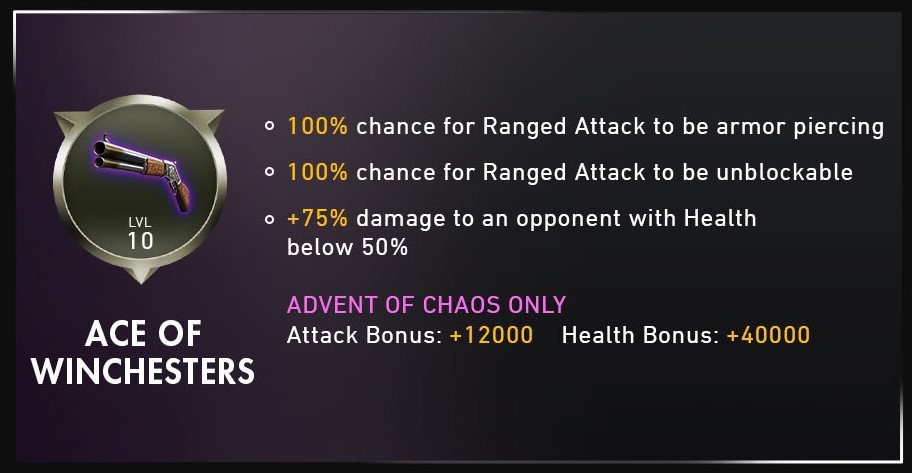 LVL
10
ACE OF
WINCHESTERS
100% chance for Ranged Attack to be armor piercing
100% chance for Ranged Attack to be unblockable
+75% damage to an opponent with Health
below 50%
ADVENT OF CHAOS ONLY
Attack Bonus: +12000 Health Bonus: +40000